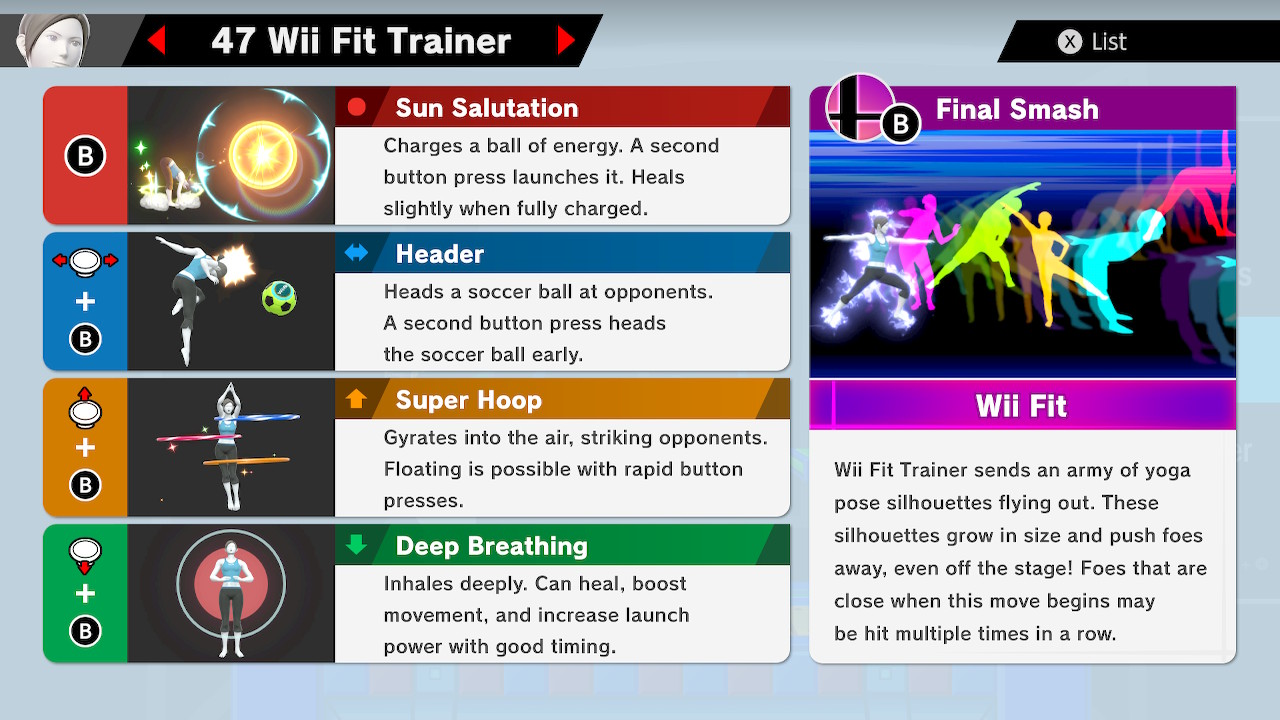 47 Wii Fit Trainer
X List
B
Sun Salutation
Charges a ball of energy. A second
button press launches it. Heals
slightly when fully charged.
+
B
Header
Heads a soccer ball at opponents.
A second button press heads
the soccer ball early.
+
B
Super Hoop
Gyrates into the air, striking opponents.
Floating is possible with rapid button
presses.
+
B
Deep Breathing
Inhales deeply. Can heal, boost
movement, and increase launch
power with good timing.
B
Final Smash
Wii Fit
Wii Fit Trainer sends an army of yoga
pose silhouettes flying out. These
silhouettes grow in size and push foes
away, even off the stage! Foes that are
close when this move begins may
be hit multiple times in a row.